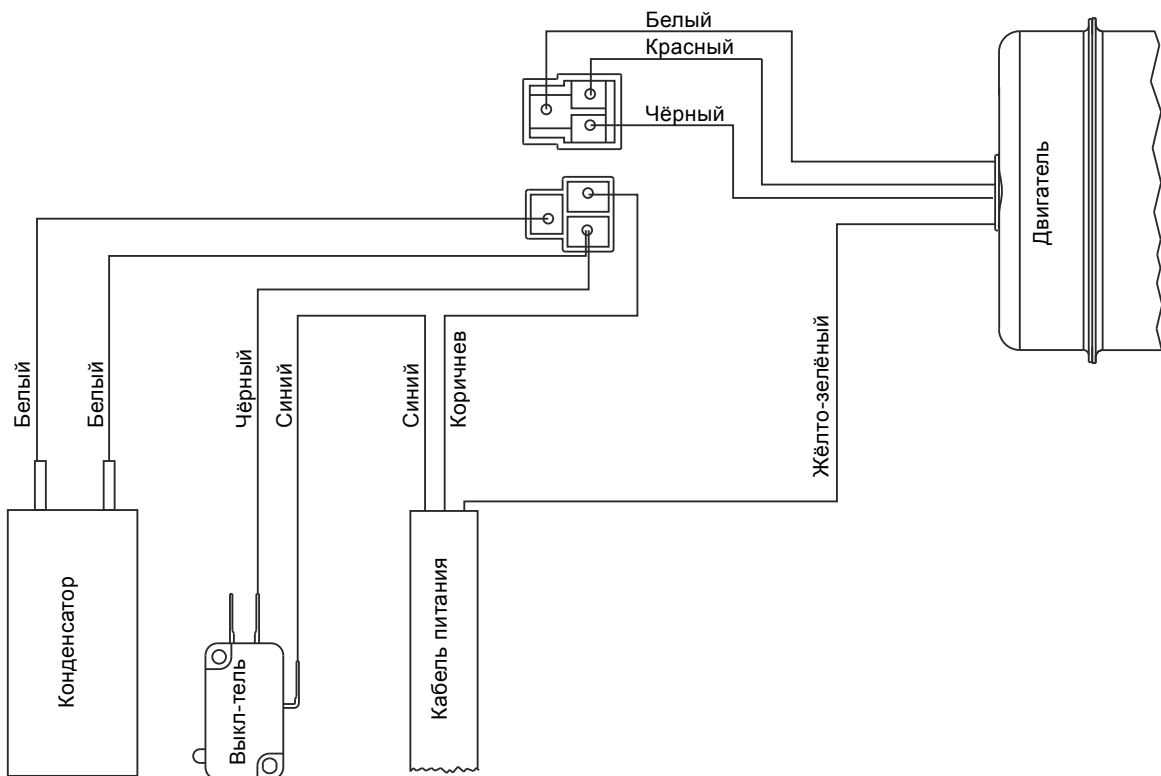 Белый
Красный
Чёрный
Двигатель
Белый
Белый
Чёрный
Синий
Синий
Коричнев
Жёлто-зелёный
Конденсатор
Выкл-тель
Кабель питания